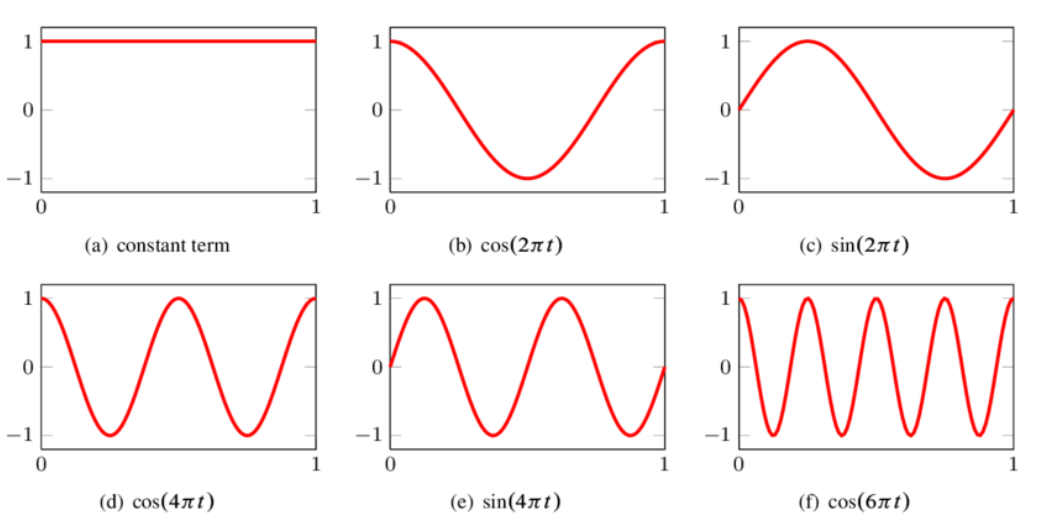 1 1 1
0 0 0
−1 −1 −1
0 1 0 1 0 1
(a) constant term (b) cos(2πt) (c) sin(2πt)
1 1 1
0 0 0
−1 −1 −1
0 1 0 1 0 1
(d) cos(4πt) (e) sin(4πt) (f) cos(6πt)